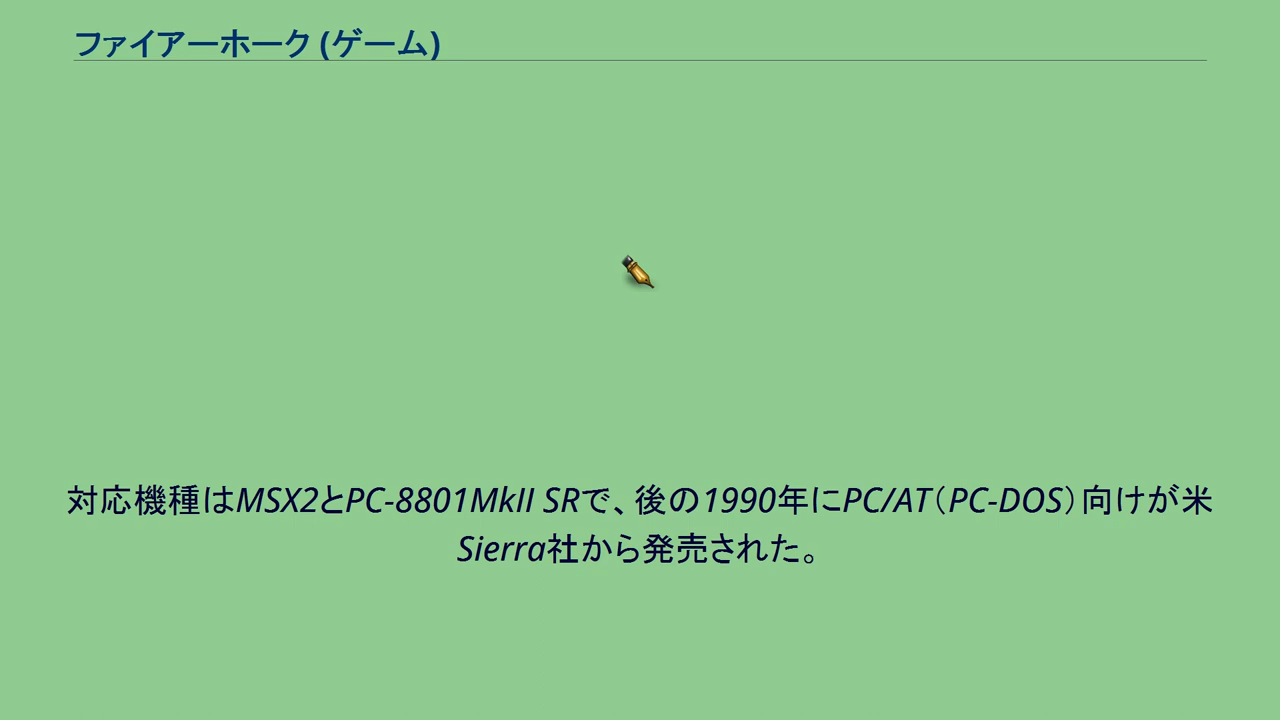 ファイアーホーク (ゲーム)
対応機種はMSX2とPC-8801MkII SRで、後の1990年にPC/AT（PC-DOS）向けが米
Sierra社から発売された。